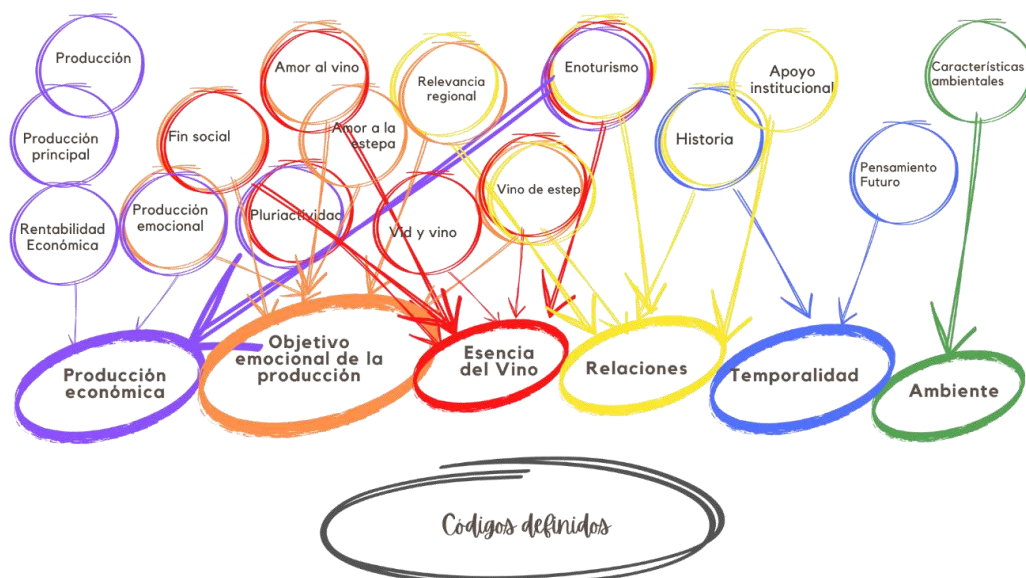 Producción
Amor al vino
Relevancia
regional
Enoturismo
Apoyo
institucional
Características
ambientales
Producción
principal
Fin social
Amor a la
estepa
Historia
Pensamiento
Futuro
Rentabilidad
Económica
Producción
emocional
Pluriactividad
Vid y vino
Vino de estep
Producción
económica
Objetivo
emocional de la
producción
Esencia
del Vino
Relaciones
Temporalidad
Ambiente
Códigos definidos